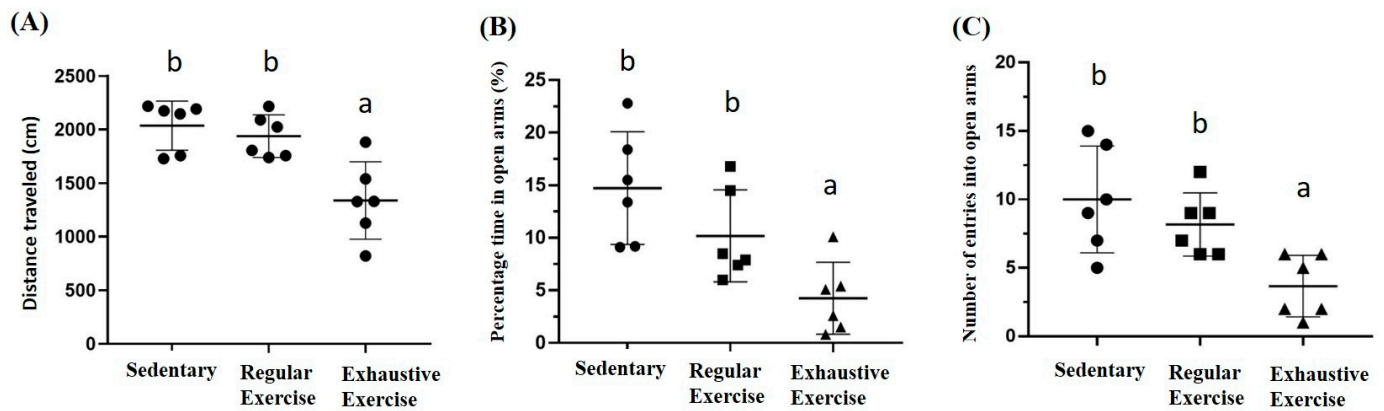 (A)
Distance traveled (cm)
2500
2000
1500
1000
500
0
b
b
a
Sedentary
Regular
Exercise
Exhaustive
Exercise
(B)
Percentage time in open arms (%)
25
20
15
10
5
0
b
b
a
Sedentary
Regular
Exercise
Exhaustive
Exercise
(C)
Number of entries into open arms
20
15
10
5
0
b
b
a
Sedentary
Regular
Exercise
Exhaustive
Exercise